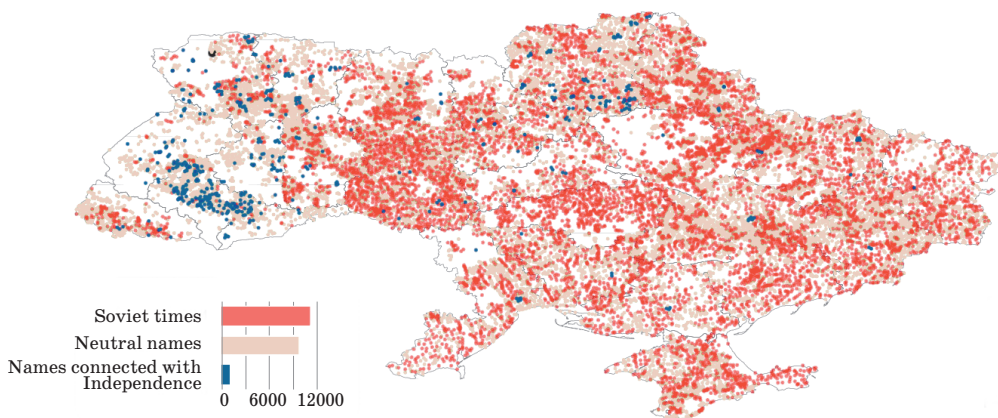 Soviet times
Neutral names
Names connected with
Independence
0 6000 12000